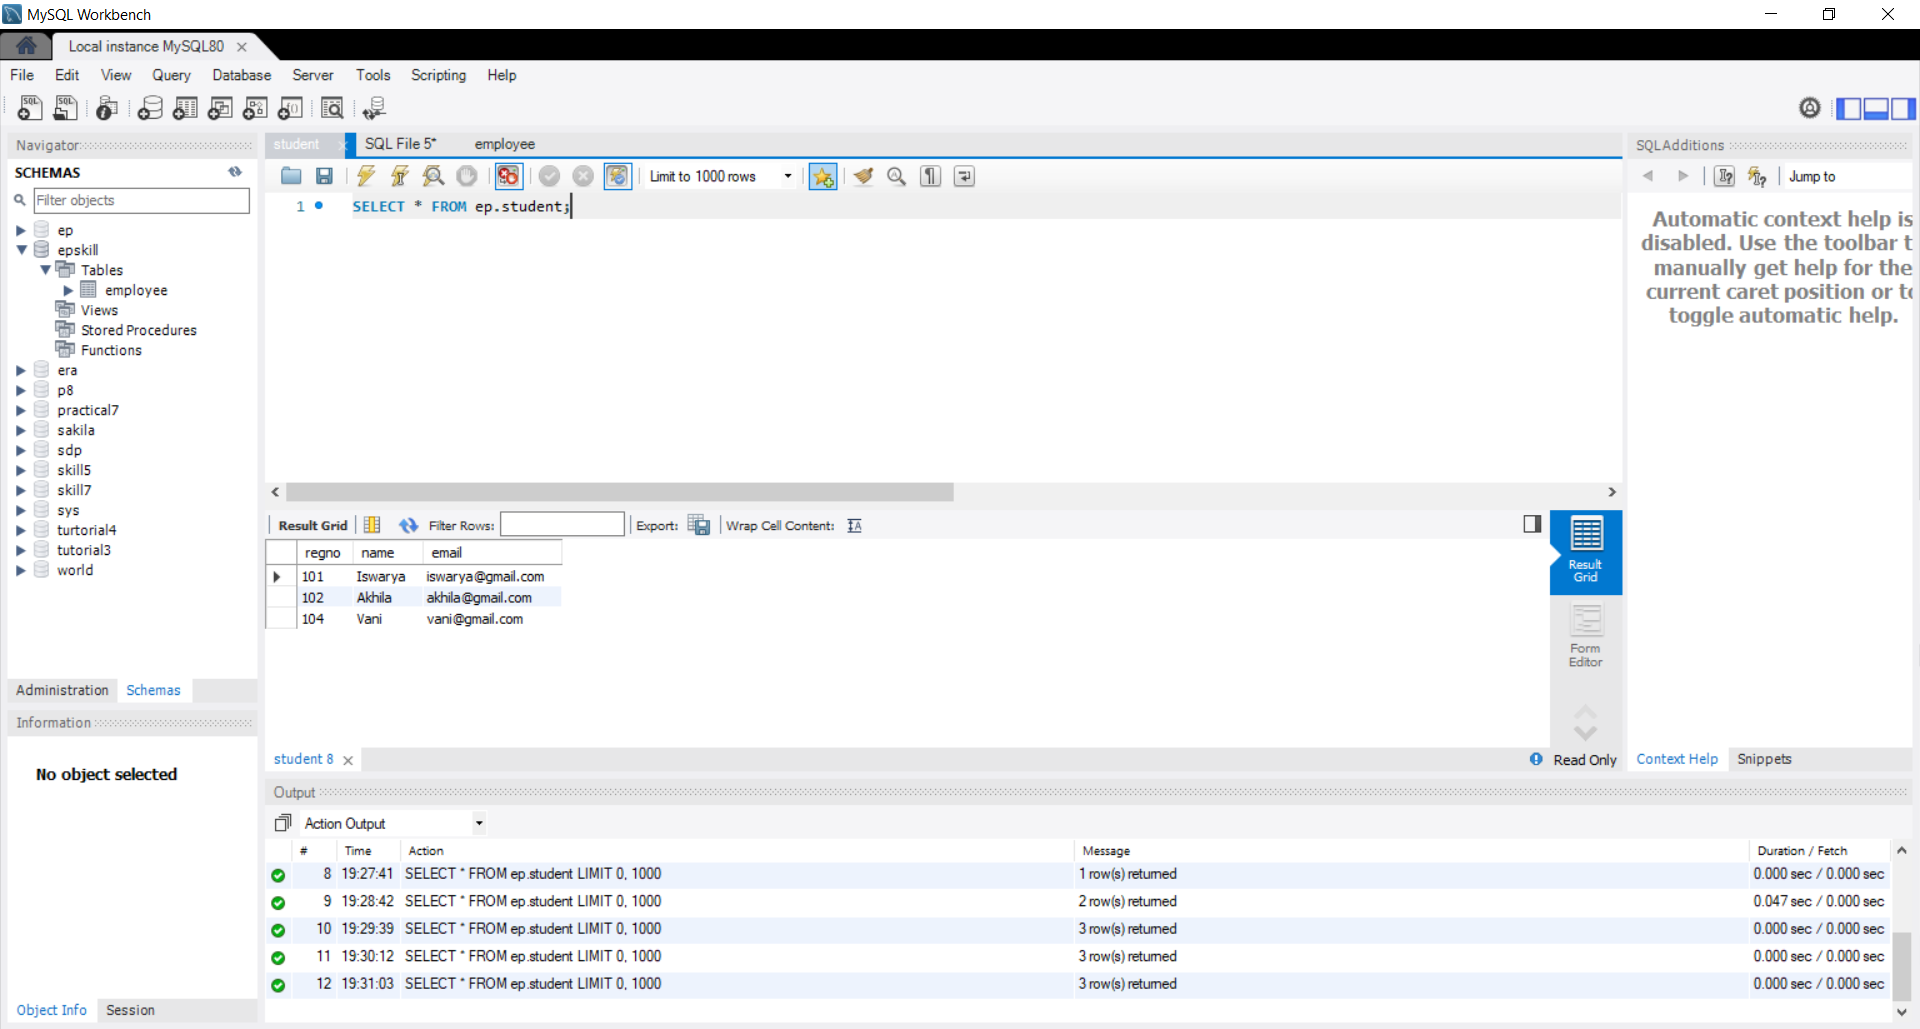 MySQL Workbench
Local instance MySQL80
File Edit View Query Database Server Tools Scripting Help
Navigator
SCHEMAS
Filter objects
ep
epskill
Tables
employee
Views
Stored Procedures
Functions
era
p8
practical7
sakila
sdp
skill5
skill7
sys
turtorial4
tutorial3
world
Administration Schemas
Information
No object selected
Object Info Session
student SQL File 5* employee
Limit to 1000 rows
1 SELECT * FROM ep.student;
Result Grid Filter Rows: Export: Wrap Cell Content:
regno name email
101 Iswarya iswarya@gmail.com
102 Akhila akhila@gmail.com
104 Vani vani@gmail.com
Result
Grid
Form
Editor
student 8
Read Only
SQLAdditions
Jump to
Automatic context help is
disabled. Use the toolbar t
manually get help for the
current caret position or to
toggle automatic help.
Context Help Snippets
Output
Action Output
# Time Action Message Duration / Fetch
8 19:27:41 SELECT * FROM ep.student LIMIT 0, 1000 1 row(s) returned 0.000 sec / 0.000 sec
9 19:28:42 SELECT * FROM ep.student LIMIT 0, 1000 2 row(s) returned 0.047 sec / 0.000 sec
10 19:29:39 SELECT * FROM ep.student LIMIT 0, 1000 3 row(s) returned 0.000 sec / 0.000 sec
11 19:30:12 SELECT * FROM ep.student LIMIT 0, 1000 3 row(s) returned 0.000 sec / 0.000 sec
12 19:31:03 SELECT * FROM ep.student LIMIT 0, 1000 3 row(s) returned 0.000 sec / 0.000 sec